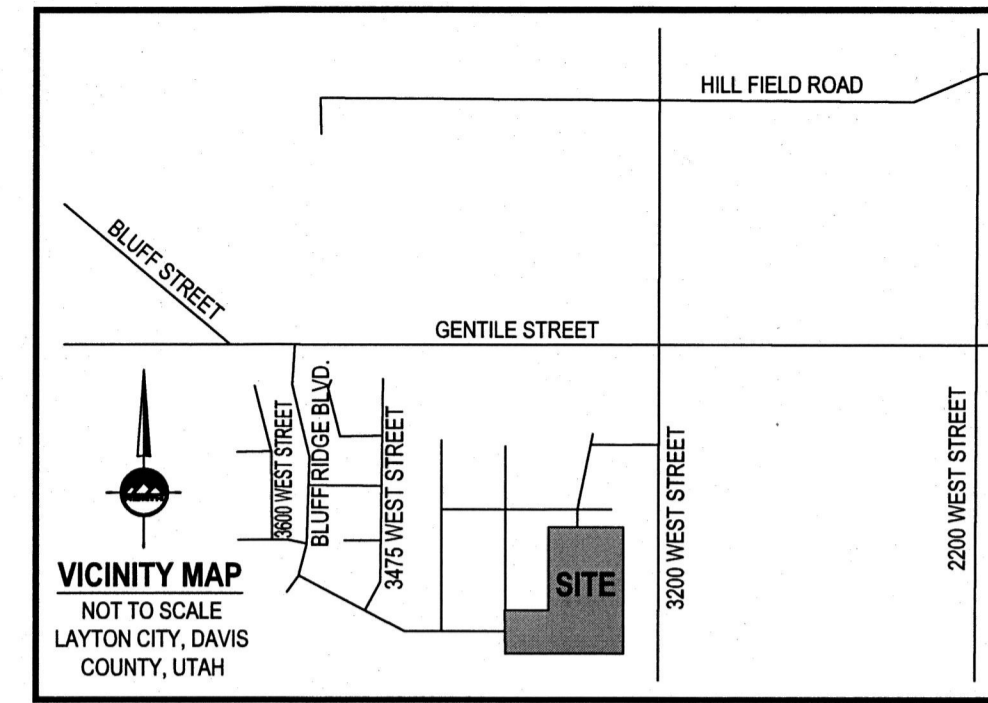 HILL FIELD ROAD
BLUFF STREET
GENTILE STREET
3600 WEST STREET
BLUFF RIDGE BLVD.
3475 WEST STREET
3200 WEST STREET
2200 WEST STREET
SITE
VICINITY MAP
NOT TO SCALE
LAYTON CITY, DAVIS
COUNTY, UTAH